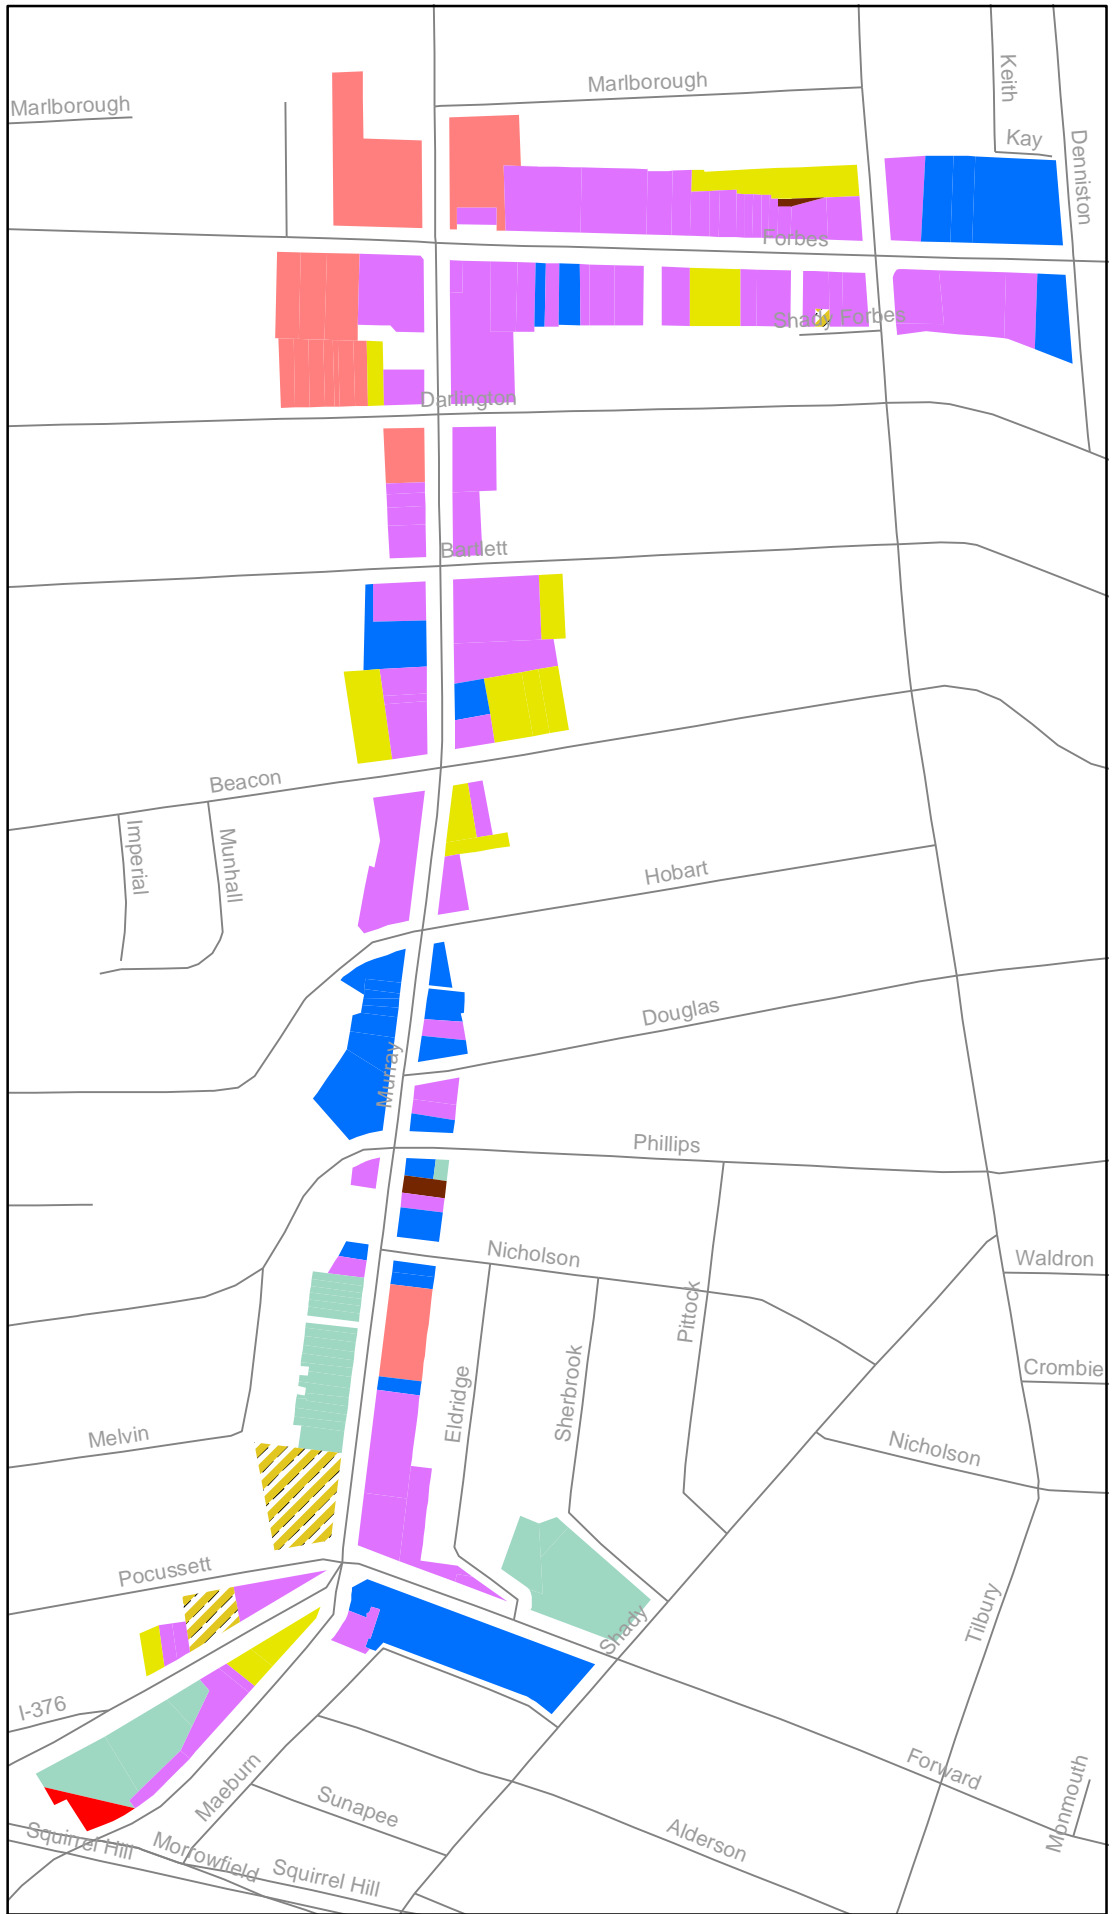 Marlborough
Marlborough
Keith
Kay
Denniston
Forbes
Shady Forbes
Darlington
Bartlett
Beacon
Imperial
Munhall
Hobart
Douglas
Murray
Phillips
Nicholson
Waldron
Pittock
Sherbrook
Eldridge
Crombie
Melvin
Nicholson
Pocussett
Tilbury
Shady
I-376
Forward
Maeburn
Monmouth
Sunapee
Alderson
Squirrel Hill
Morrowfield
Squirrel Hill